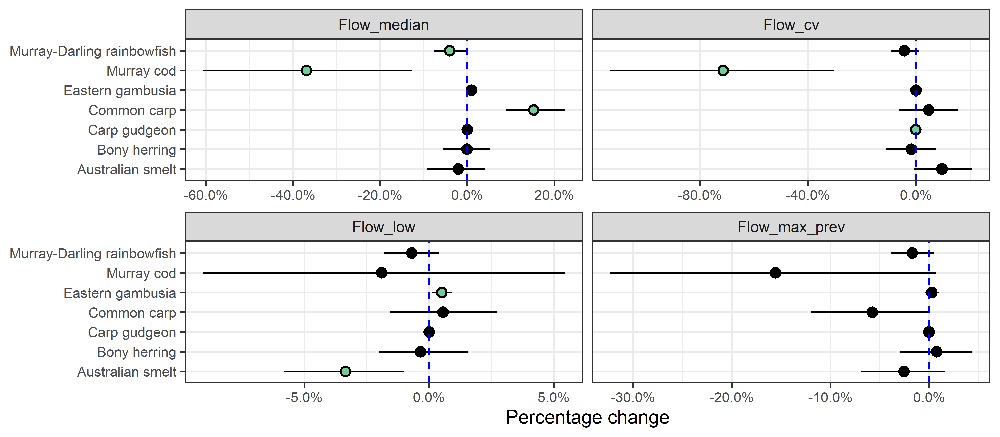 Flow_median
Flow_cv
Murray-Darling rainbowfish
Murray cod
Eastern gambusia
Common carp
Carp gudgeon
Bony herring
Australian smelt
-60.0% -40.0% -20.0% 0.0% 20.0%
-80.0% -40.0% 0.0%
Flow_low
Flow_max_prev
Murray-Darling rainbowfish
Murray cod
Eastern gambusia
Common carp
Carp gudgeon
Bony herring
Australian smelt
-5.0% 0.0% 5.0%
-30.0% -20.0% -10.0% 0.0%
Percentage change